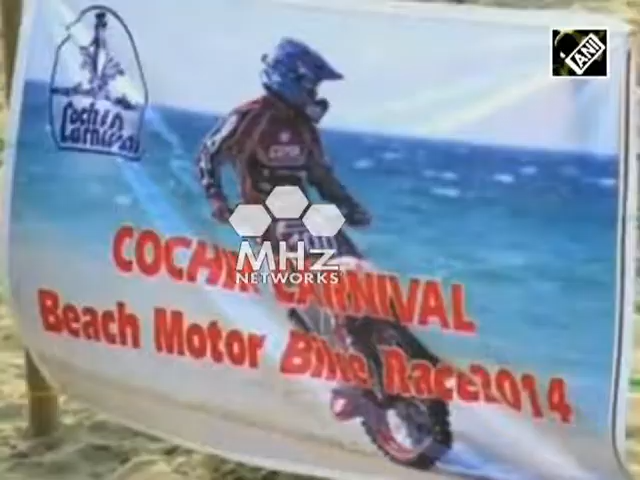 ANI
Cochin
Carnival
MHz
NETWORKS
COCHIN CARNIVAL
Beach Motor Bike Race2014